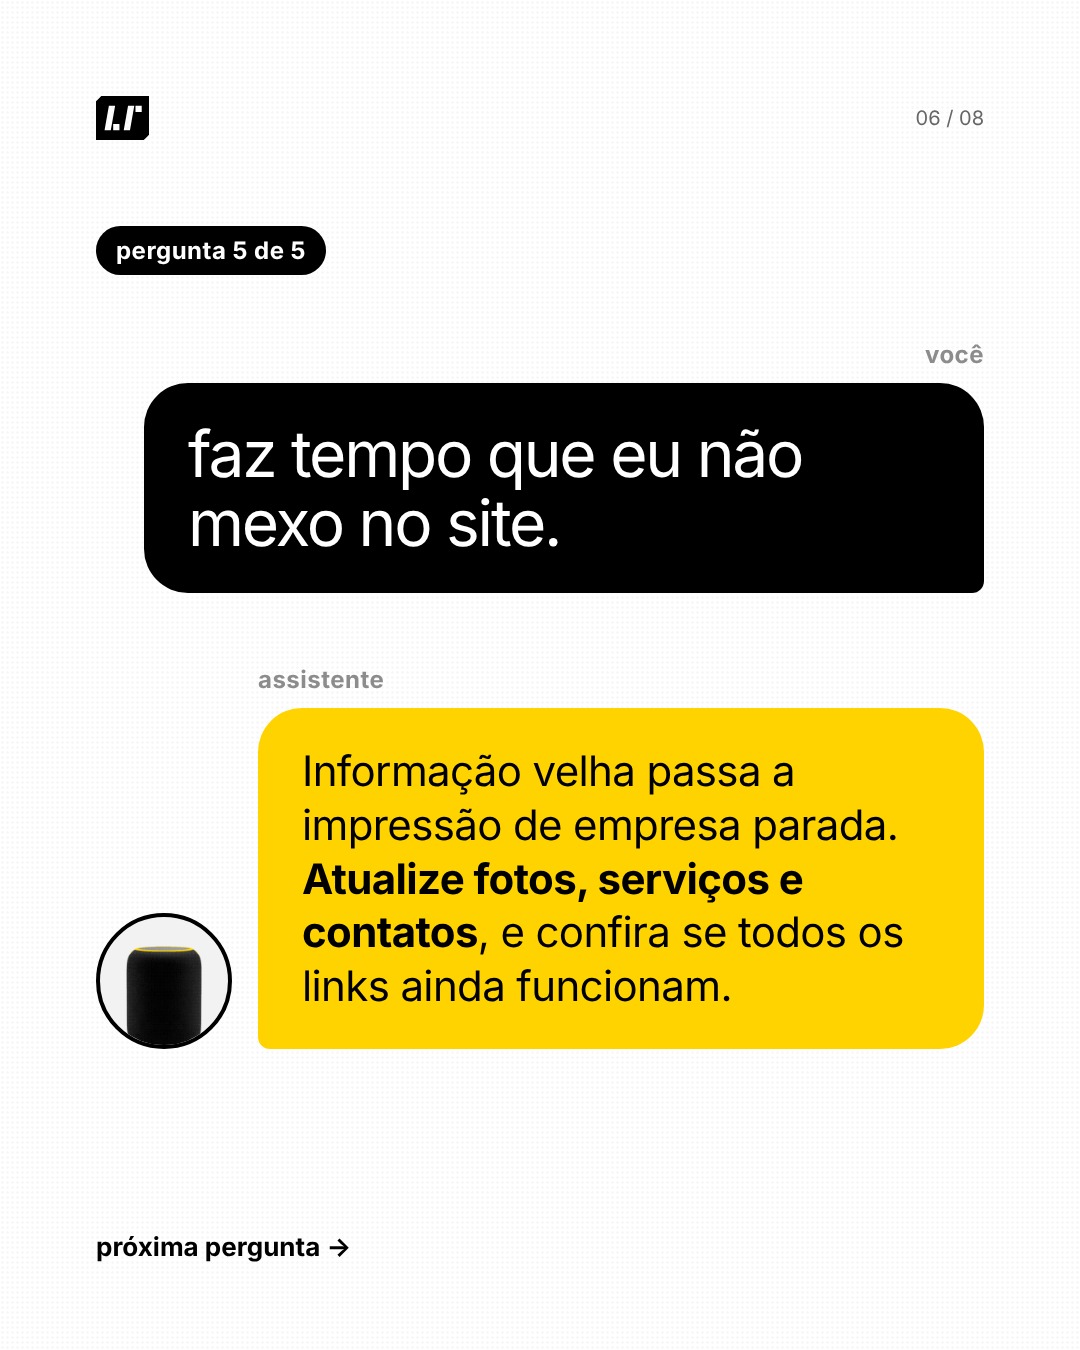 06 / 08
pergunta 5 de 5
você
faz tempo que eu não
mexo no site.
assistente
Informação velha passa a
impressão de empresa parada.
Atualize fotos, serviços e
contatos, e confira se todos os
links ainda funcionam.
próxima pergunta →